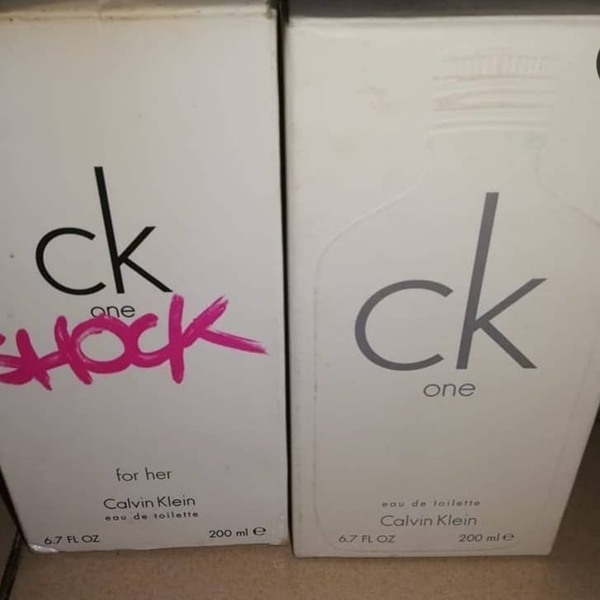 ck
one
SHOCK
for her
Calvin Klein
eau de toilette
6.7 FL OZ 200 ml ℮
ck
one
eau de toilette
Calvin Klein
6.7 FL OZ 200 ml ℮